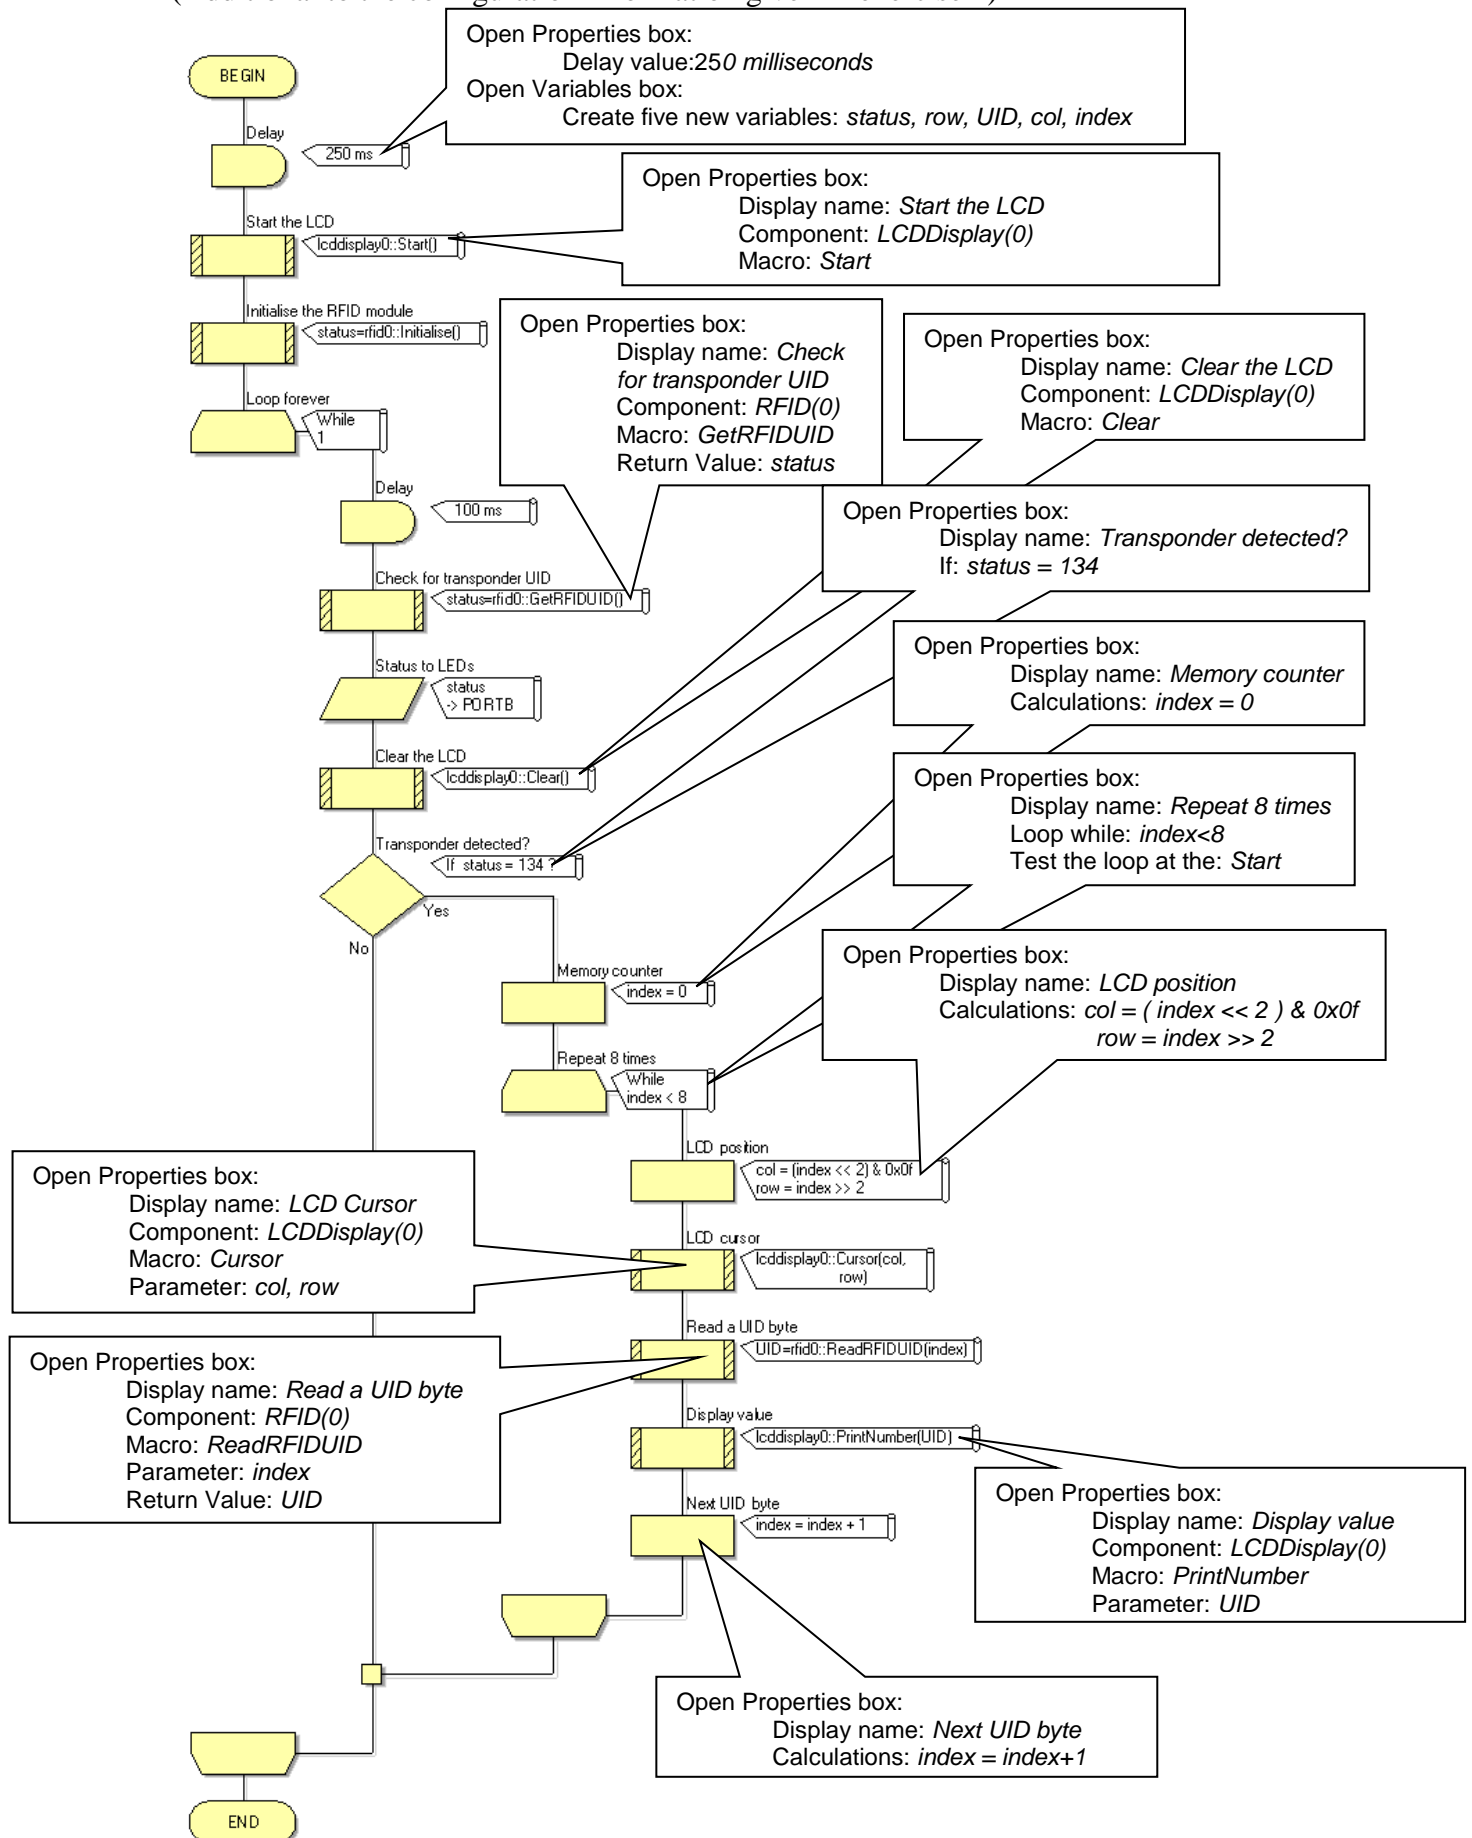 Open Properties box:
Delay value:250 milliseconds
Open Variables box:
Create five new variables: status, row, UID, col, index
BEGIN
Delay
250 ms
Open Properties box:
Display name: Start the LCD
Component: LCDDisplay(0)
Macro: Start
Start the LCD
lcddisplay0::Start()
Initialise the RFID module
status=rfid0::Initialise()
Open Properties box:
Display name: Check
for transponder UID
Component: RFID(0)
Macro: GetRFIDUID
Return Value: status
Open Properties box:
Display name: Clear the LCD
Component: LCDDisplay(0)
Macro: Clear
Loop forever
While
1
Delay
100 ms
Open Properties box:
Display name: Transponder detected?
If: status = 134
Check for transponder UID
status=rfid0::GetRFIDUID()
Status to LEDs
status
-> PORTB
Open Properties box:
Display name: Memory counter
Calculations: index = 0
Clear the LCD
lcddisplay0::Clear()
Open Properties box:
Display name: Repeat 8 times
Loop while: index<8
Test the loop at the: Start
Transponder detected?
If status = 134 ?
Yes
No
Open Properties box:
Display name: LCD position
Calculations: col = ( index << 2 ) & 0x0f
row = index >> 2
Memory counter
index = 0
Repeat 8 times
While
index < 8
LCD position
col = (index << 2) & 0x0f
row = index >> 2
Open Properties box:
Display name: LCD Cursor
Component: LCDDisplay(0)
Macro: Cursor
Parameter: col, row
LCD cursor
lcddisplay0::Cursor(col,
row)
Read a UID byte
UID=rfid0::ReadRFIDUID(index)
Open Properties box:
Display name: Read a UID byte
Component: RFID(0)
Macro: ReadRFIDUID
Parameter: index
Return Value: UID
Display value
lcddisplay0::PrintNumber(UID)
Open Properties box:
Display name: Display value
Component: LCDDisplay(0)
Macro: PrintNumber
Parameter: UID
Next UID byte
index = index + 1
Open Properties box:
Display name: Next UID byte
Calculations: index = index+1
END